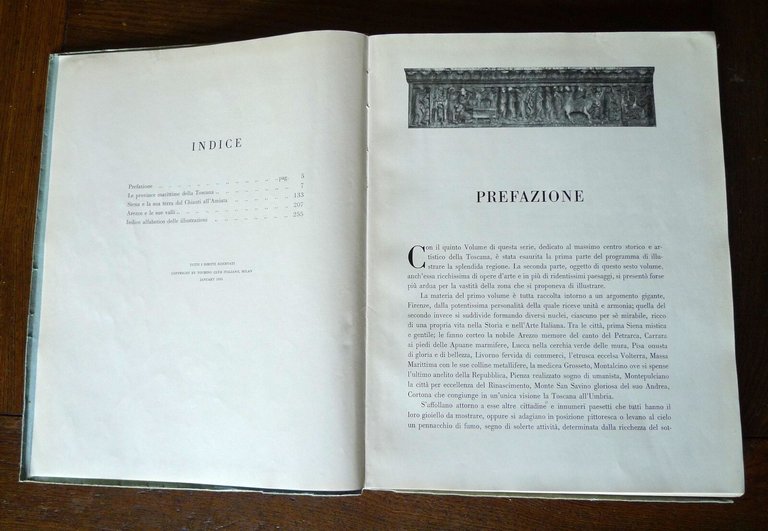 INDICE
pag. 5
Prefazione
Le province marittime della Toscana 7
Siena e la sua terra dal Chianti all'Amiata 133
Arezzo e le sue valli 207
Indice alfabetico delle illustrazioni 255
TUTTI I DIRITTI RISERVATI
COPYRIGHT BY TOURING CLUB ITALIANO, MILAN
JANUARY
PREFAZIONE
Con il quinto Volume di questa serie, dedicato al massimo centro storico e ar-
tistico della Toscana, è stata esaurita la prima parte del programma di illu-
strare la splendida regione. La seconda parte, oggetto di questo sesto volume,
anch'essa ricchissima di opere d'arte e in più di ridentissimi paesaggi, si presentò forse
più ardua per la vastità della zona che si proponeva di illustrare.
La materia del primo volume è tutta raccolta intorno a un argomento gigante,
Firenze, dalla potentissima personalità della quale riceve unità e armonia; quella del
secondo invece si suddivide formando diversi nuclei, ciascuno per sè mirabile, ricco
di una propria vita nella Storia e nell'Arte Italiana. Tra le città, prima Siena mistica
e gentile; le fanno corteo la nobile Arezzo memore del canto del Petrarca, Carrara
ai piedi delle Apuane marmifere, Lucca nella cerchia verde delle mura, Pisa onusta
di gloria e di bellezza, Livorno fervida di commerci, l'etrusca eccelsa Volterra, Massa
Marittima con le sue colline metallifere, la medicea Grosseto, Montalcino ove si spense
l'ultimo anelito della Repubblica, Pienza realizzato sogno di umanista, Montepulciano
la città per eccellenza del Rinascimento, Monte San Savino gloriosa del suo Andrea,
Cortona che congiunge in un'unica visione la Toscana all'Umbria.
S'affollano attorno a esse altre cittadine e innumeri paesetti che tutti hanno il
loro gioiello da mostrare, oppure si adagiano in posizione pittoresca o levano al cielo
un pennacchio di fumo, segno di solerte attività, determinata dalla ricchezza del sot-